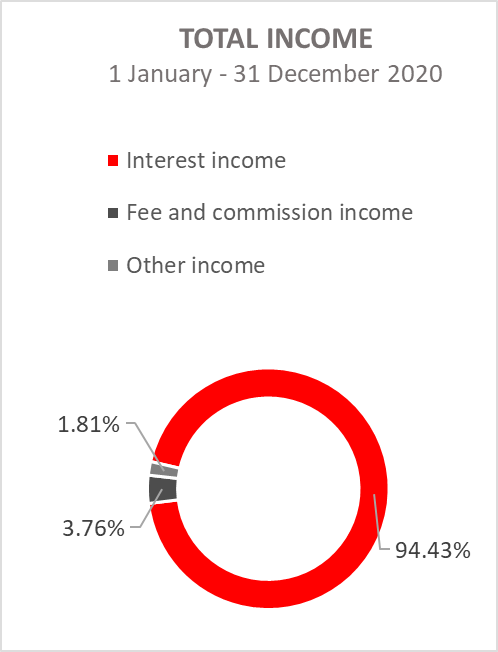 TOTAL INCOME
1 January - 31 December 2020
Interest income
Fee and commission income
Other income
1.81%
3.76%
94.43%